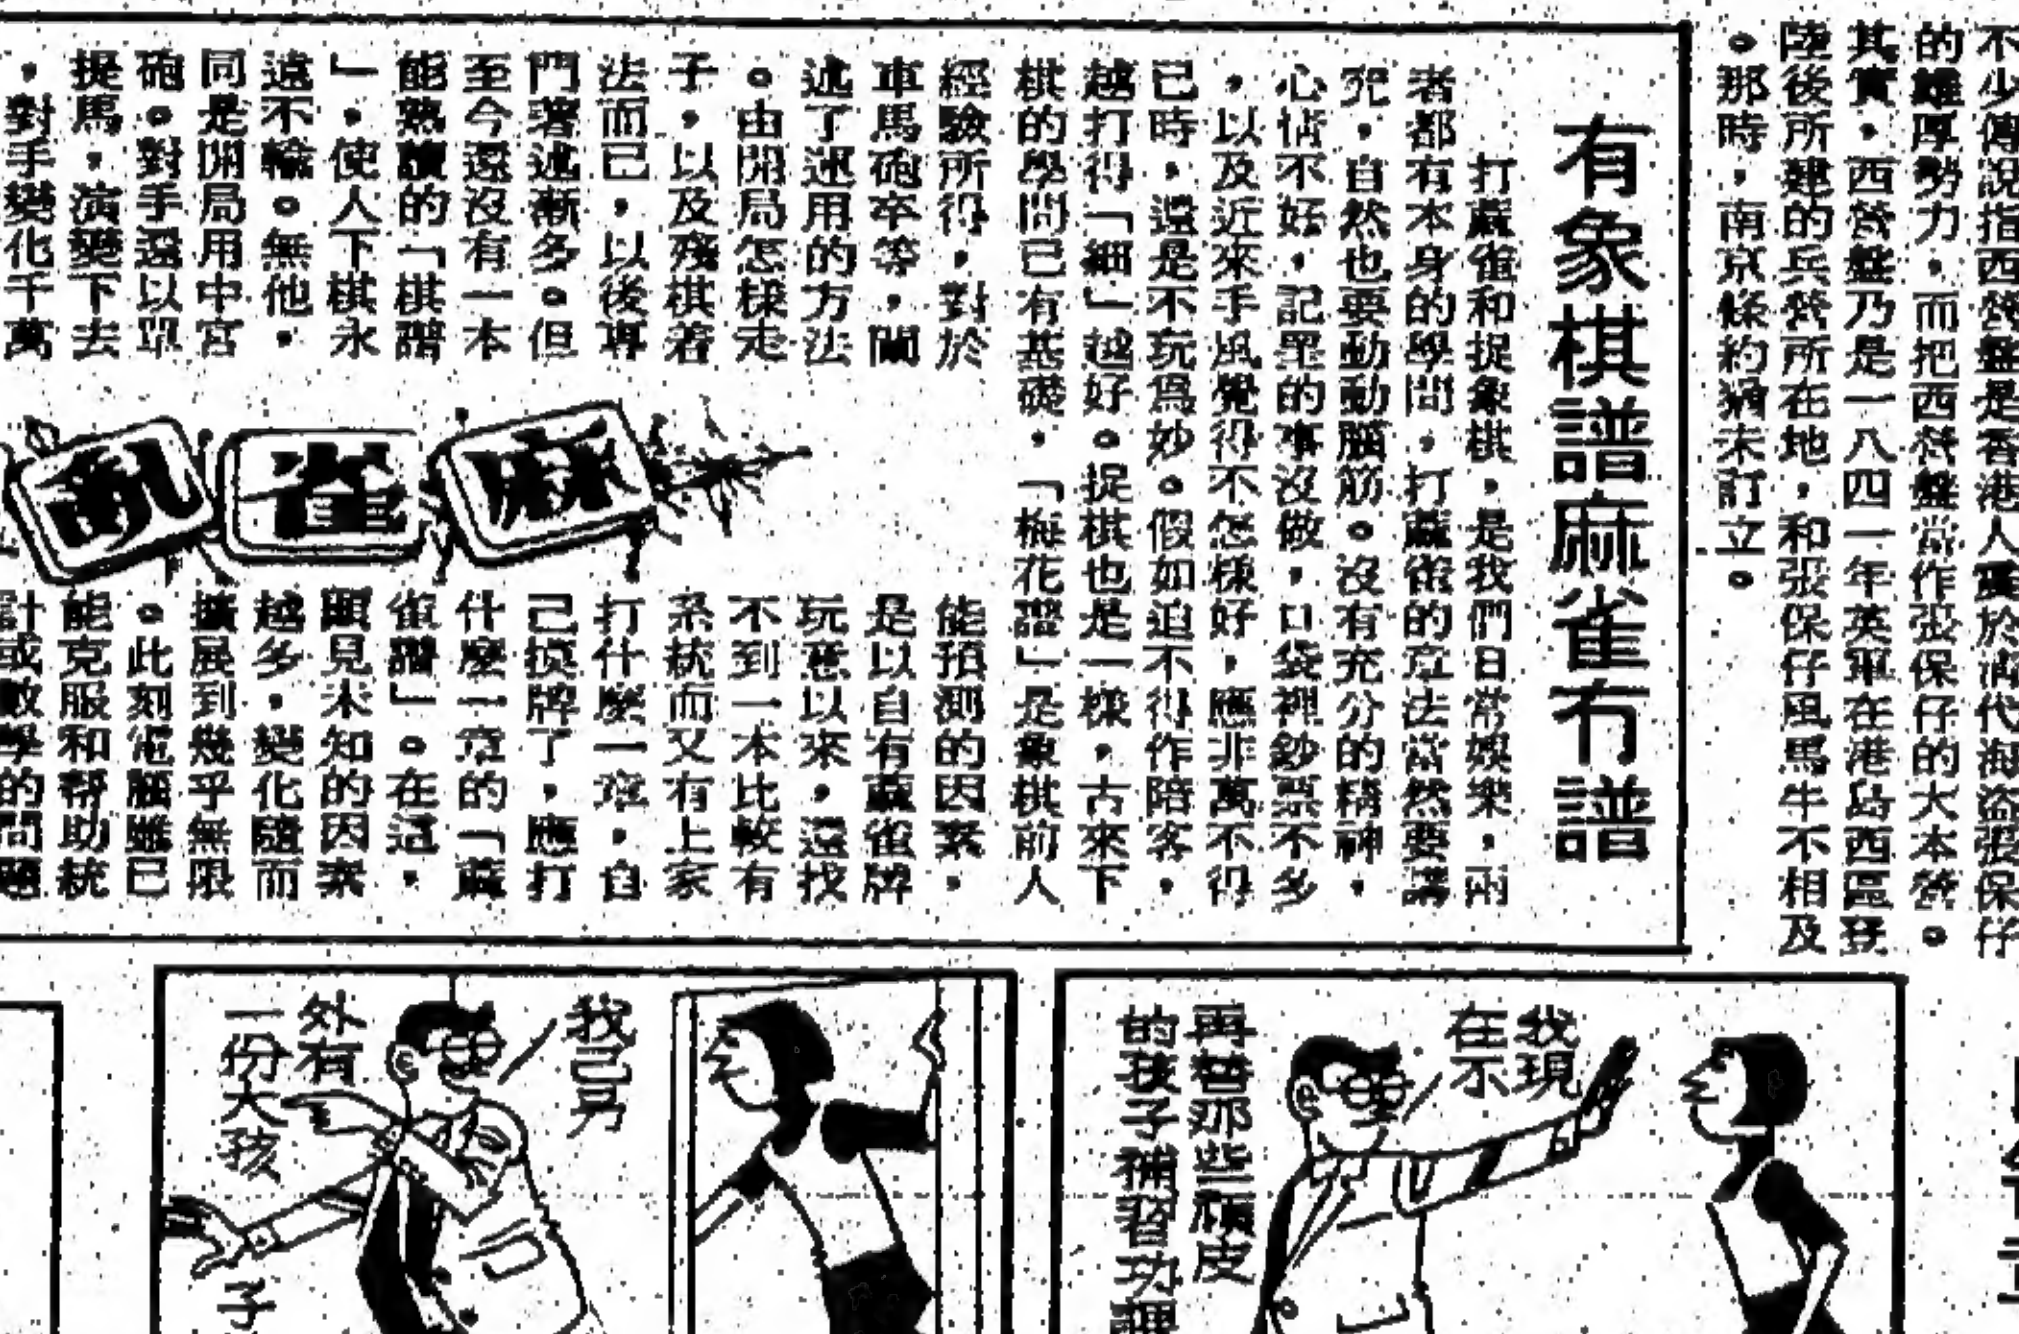 不少傳說指西營盤是香港人對於清代海盜張保仔
的雄厚勢力，而把西營盤當作張保仔的大本營。
其實，西營盤乃是一八四一年英軍在港島西區登
陸後所建的兵營所在地，和張保仔風馬牛不相及
。那時，南京條約猶未訂立。
有象棋譜麻雀冇譜
打蔴雀和捉象棋，是我們日常娛樂，兩
者都有本身的學問，打蔴雀的章法當然要講
究，自然也要動動腦筋。沒有充分的精神，
心情不好，記罣的事沒做，口袋裡鈔票不多
，以及近來手風覺得不怎樣好，應非萬不得
已時，還是不玩爲妙。假如迫不得作陪客，
越打得「細」越好。捉棋也是一樣，古來下
棋的學問已有基礎，「梅花譜」是象棋前人
經驗所得，對於
車馬砲卒等，闡
述了運用的方法
。由開局怎樣走
子，以及殘棋着
法而已，以後專
門著述漸多。但
至今還沒有一本
能熟讀的「棋譜
」，使人下棋永
遠不輸。無他，
同是開局用中宮
砲。對手還以單
提馬，演變下去
，對手變化千萬
麻雀亂
能預測的因素，
是以自有蔴雀牌
玩意以來，還找
不到一本比較有
系統而又有上家
打什麼一章，自
己摸牌了，應打
什麼一章的「蔴
雀譜」。在這，
顯見未知的因素
越多，變化隨而
擴展到幾乎無限
。此刻電腦雖已
能克服和帮助統
計或數學的問題
我現
在不
再替那些頑皮
的孩子補習功課
我己另
外有
一份大孩
子